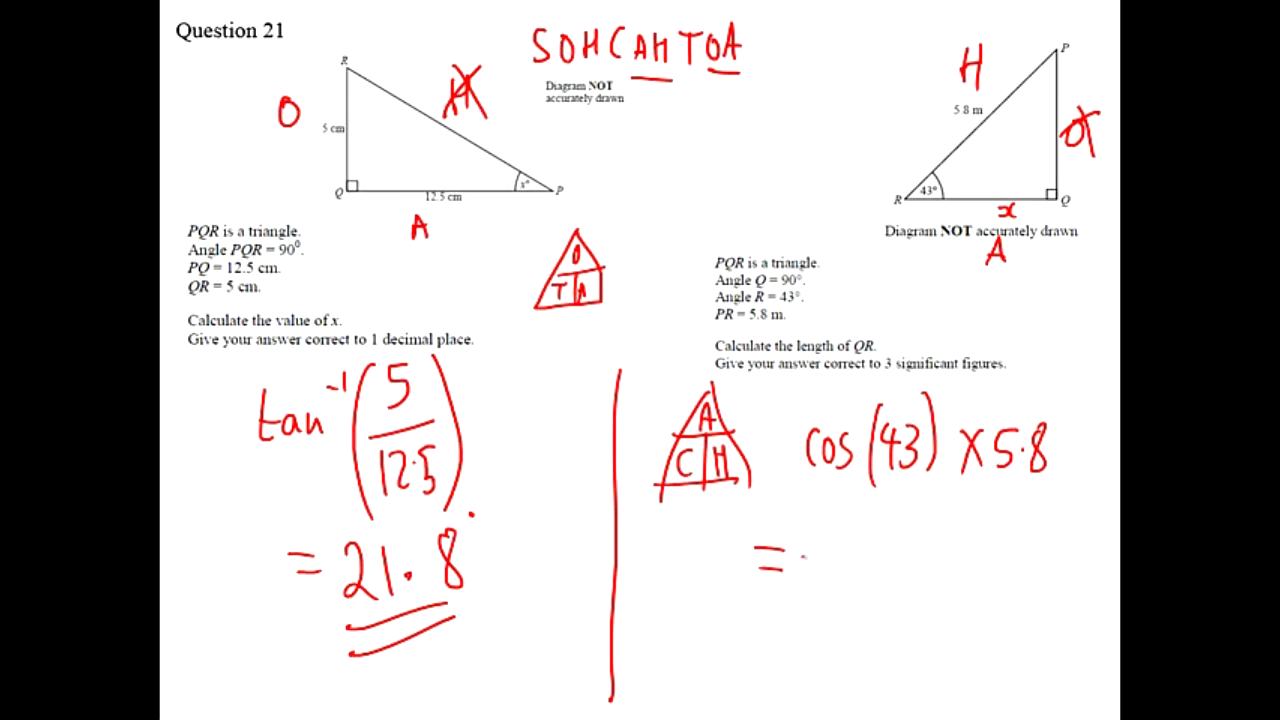 Question 21
SOHCAHTOA
Diagram NOT
accurately drawn
R
O
H
5 cm
Q
12.5 cm
x°
P
A
PQR is a triangle.
Angle PQR = 90⁰.
PQ = 12.5 cm.
QR = 5 cm.
Calculate the value of x.
Give your answer correct to 1 decimal place.
O
T A
tan⁻¹(5/12.5)
= 21.8°
P
H
5.8 m
O
R
43°
Q
x
Diagram NOT accurately drawn
A
PQR is a triangle.
Angle Q = 90°.
Angle R = 43°.
PR = 5.8 m.
Calculate the length of QR.
Give your answer correct to 3 significant figures.
A
C H
cos(43) × 5.8
=